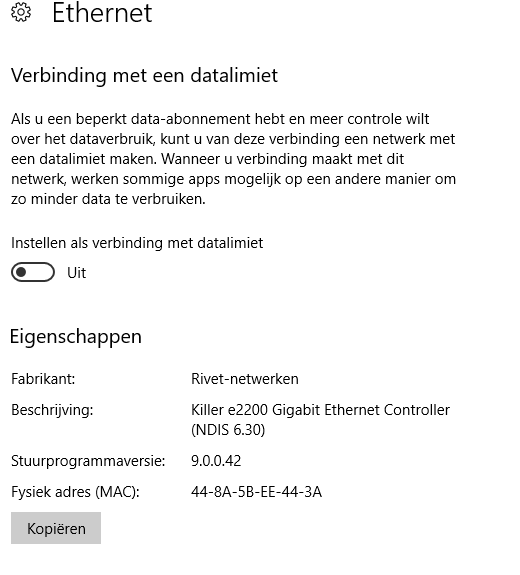 Ethernet
Verbinding met een datalimiet
Als u een beperkt data-abonnement hebt en meer controle wilt
over het dataverbruik, kunt u van deze verbinding een netwerk met
een datalimiet maken. Wanneer u verbinding maakt met dit
netwerk, werken sommige apps mogelijk op een andere manier om
zo minder data te verbruiken.
Instellen als verbinding met datalimiet
Uit
Eigenschappen
Fabrikant: Rivet-netwerken
Beschrijving: Killer e2200 Gigabit Ethernet Controller
(NDIS 6.30)
Stuurprogrammaversie: 9.0.0.42
Fysiek adres (MAC): 44-8A-5B-EE-44-3A
Kopiëren